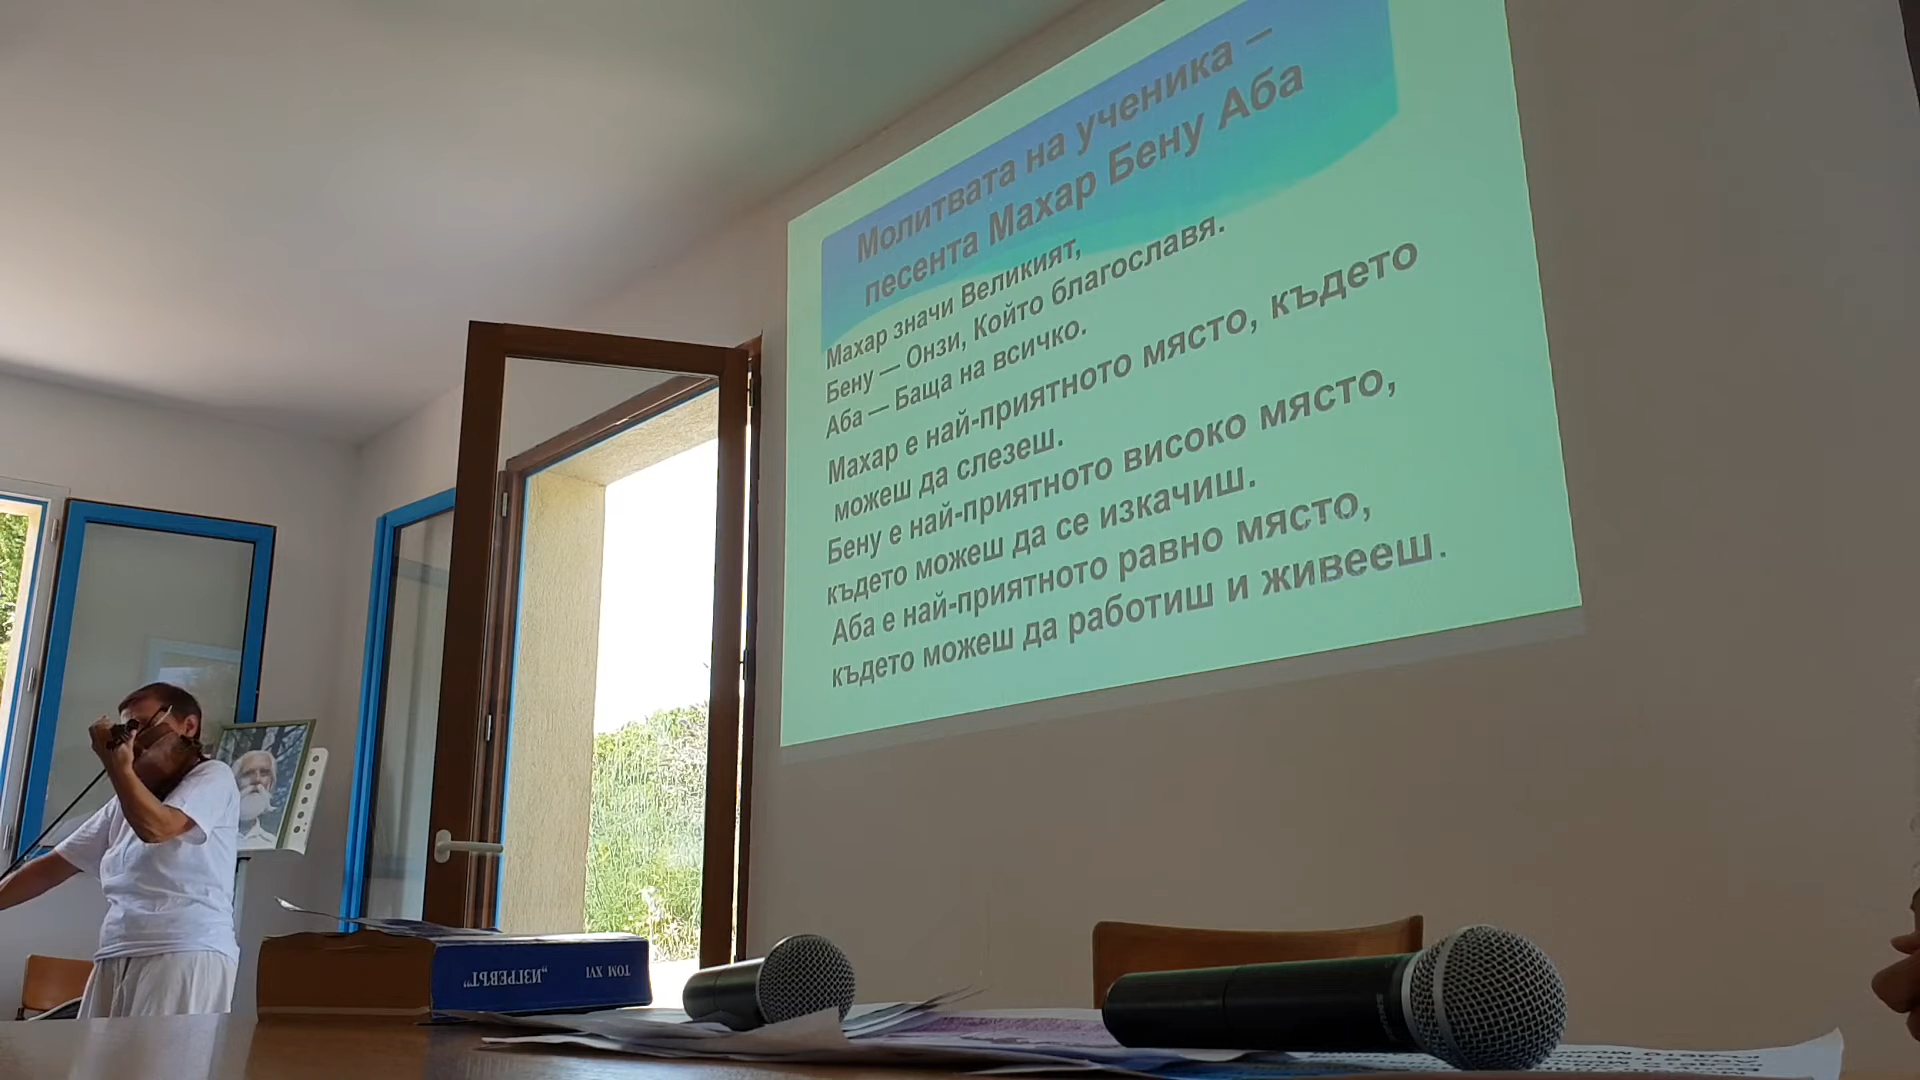 Молитвата на ученика –
песента Махар Бену Аба
Махар значи Великият,
Бену — Онзи, Който благославя.
Аба — Баща на всичко.
Махар е най-приятното място, където
можеш да слезеш.
Бену е най-приятното високо място,
където можеш да се изкачиш.
Аба е най-приятното равно място,
където можеш да работиш и живееш.
"ИЗГРЕВЪТ" ТОМ XVI